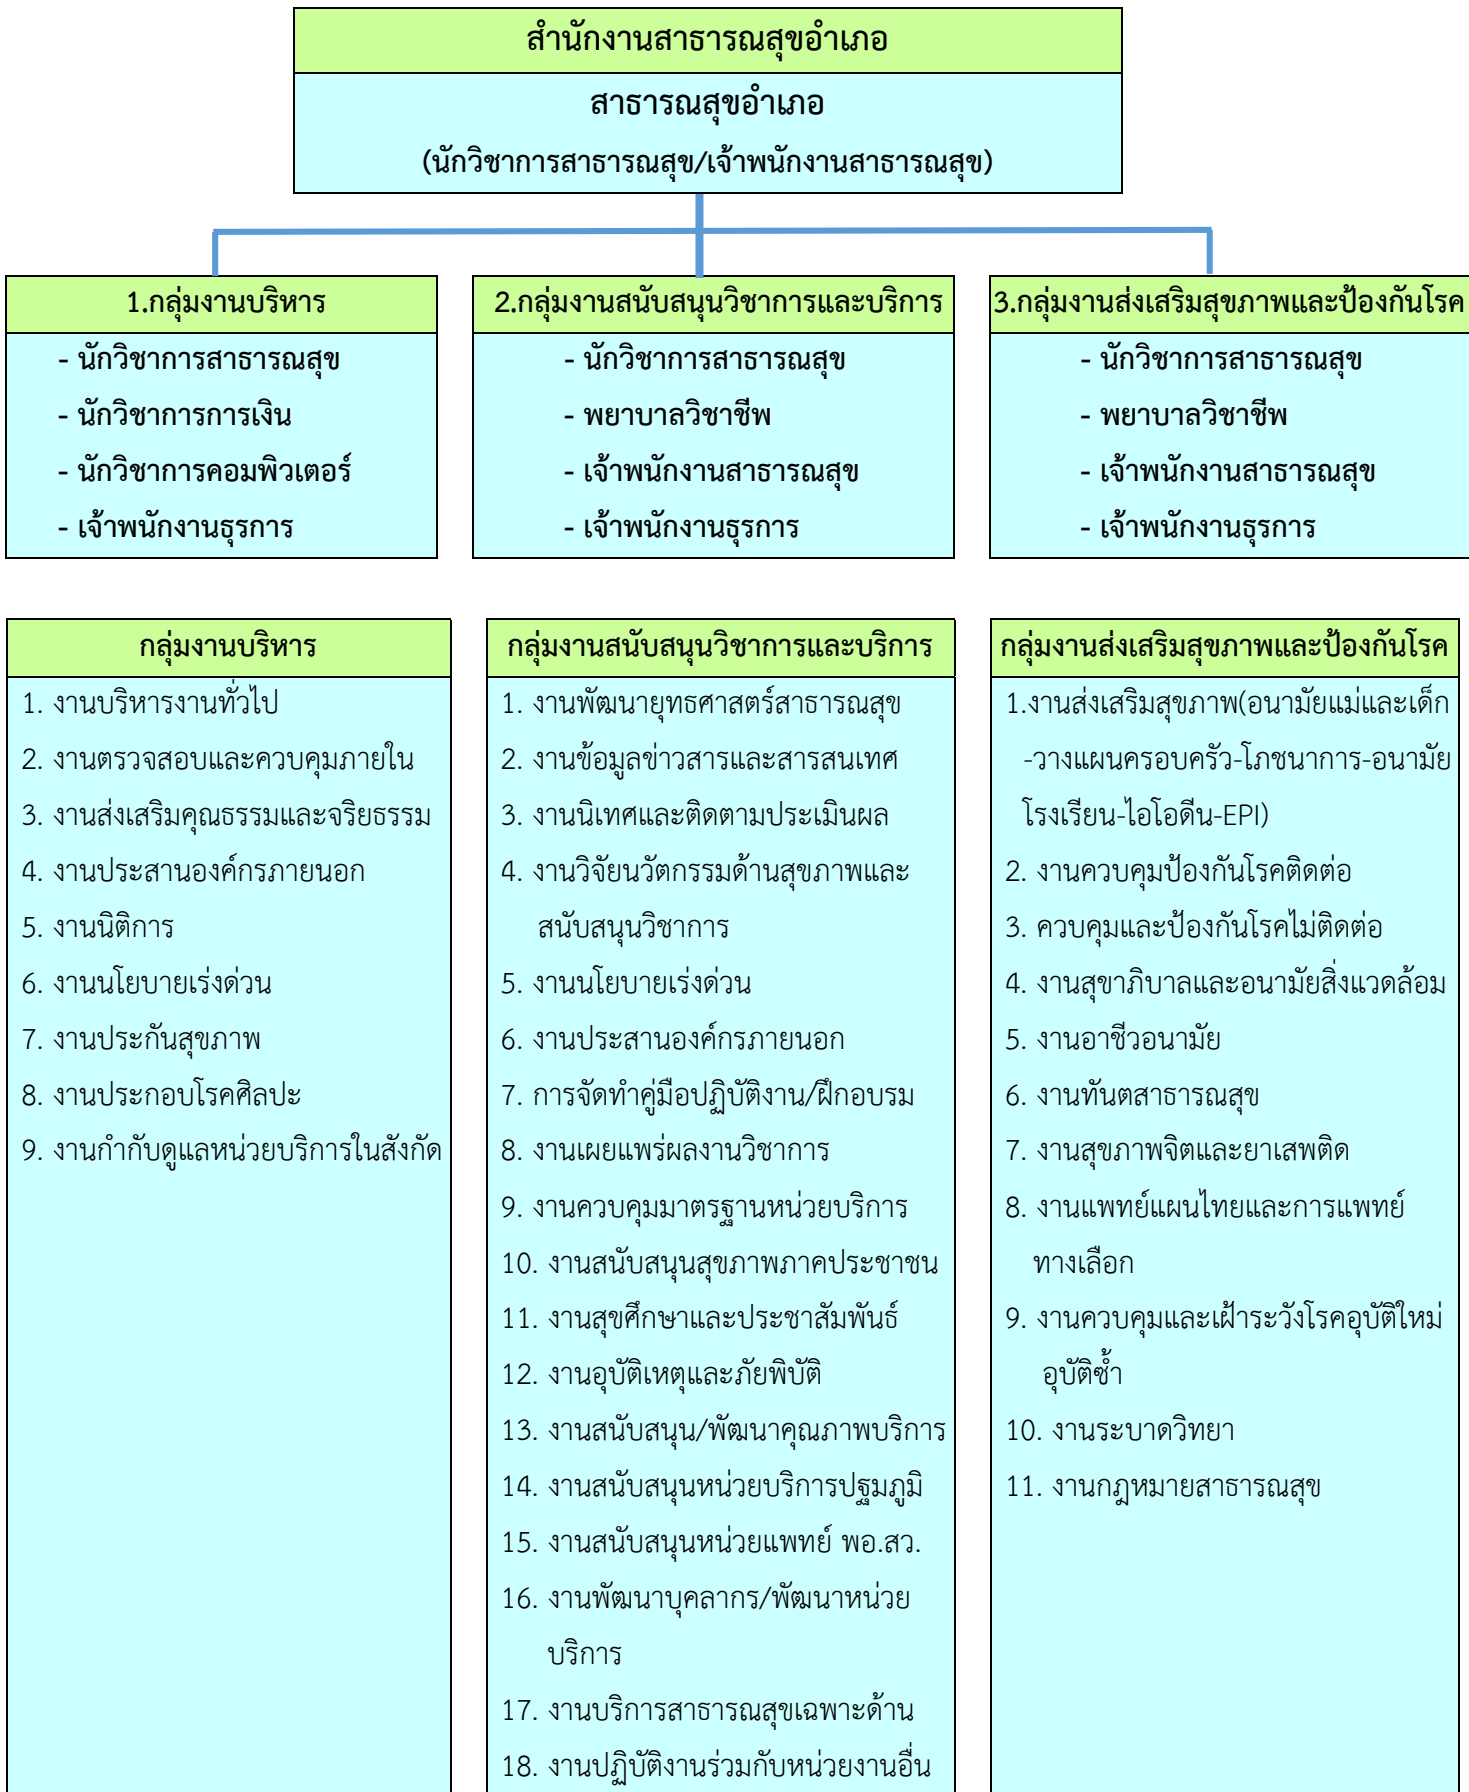 สำนักงานสาธารณสุขอำเภอ
สาธารณสุขอำเภอ
(นักวิชาการสาธารณสุข/เจ้าพนักงานสาธารณสุข)
1.กลุ่มงานบริหาร
- นักวิชาการสาธารณสุข
- นักวิชาการการเงิน
- นักวิชาการคอมพิวเตอร์
- เจ้าพนักงานธุรการ
2.กลุ่มงานสนับสนุนวิชาการและบริการ
- นักวิชาการสาธารณสุข
- พยาบาลวิชาชีพ
- เจ้าพนักงานสาธารณสุข
- เจ้าพนักงานธุรการ
3.กลุ่มงานส่งเสริมสุขภาพและป้องกันโรค
- นักวิชาการสาธารณสุข
- พยาบาลวิชาชีพ
- เจ้าพนักงานสาธารณสุข
- เจ้าพนักงานธุรการ
กลุ่มงานบริหาร
1. งานบริหารงานทั่วไป
2. งานตรวจสอบและควบคุมภายใน
3. งานส่งเสริมคุณธรรมและจริยธรรม
4. งานประสานองค์กรภายนอก
5. งานนิติการ
6. งานนโยบายเร่งด่วน
7. งานประกันสุขภาพ
8. งานประกอบโรคศิลปะ
9. งานกำกับดูแลหน่วยบริการในสังกัด
กลุ่มงานสนับสนุนวิชาการและบริการ
1. งานพัฒนายุทธศาสตร์สาธารณสุข
2. งานข้อมูลข่าวสารและสารสนเทศ
3. งานนิเทศและติดตามประเมินผล
4. งานวิจัยนวัตกรรมด้านสุขภาพและ
สนับสนุนวิชาการ
5. งานนโยบายเร่งด่วน
6. งานประสานองค์กรภายนอก
7. การจัดทำคู่มือปฏิบัติงาน/ฝึกอบรม
8. งานเผยแพร่ผลงานวิชาการ
9. งานควบคุมมาตรฐานหน่วยบริการ
10. งานสนับสนุนสุขภาพภาคประชาชน
11. งานสุขศึกษาและประชาสัมพันธ์
12. งานอุบัติเหตุและภัยพิบัติ
13. งานสนับสนุน/พัฒนาคุณภาพบริการ
14. งานสนับสนุนหน่วยบริการปฐมภูมิ
15. งานสนับสนุนหน่วยแพทย์ พอ.สว.
16. งานพัฒนาบุคลากร/พัฒนาหน่วย
บริการ
17. งานบริการสาธารณสุขเฉพาะด้าน
18. งานปฏิบัติงานร่วมกับหน่วยงานอื่น
กลุ่มงานส่งเสริมสุขภาพและป้องกันโรค
1.งานส่งเสริมสุขภาพ(อนามัยแม่และเด็ก
-วางแผนครอบครัว-โภชนาการ-อนามัย
โรงเรียน-ไอโอดีน-EPI)
2. งานควบคุมป้องกันโรคติดต่อ
3. ควบคุมและป้องกันโรคไม่ติดต่อ
4. งานสุขาภิบาลและอนามัยสิ่งแวดล้อม
5. งานอาชีวอนามัย
6. งานทันตสาธารณสุข
7. งานสุขภาพจิตและยาเสพติด
8. งานแพทย์แผนไทยและการแพทย์
ทางเลือก
9. งานควบคุมและเฝ้าระวังโรคอุบัติใหม่
อุบัติซ้ำ
10. งานระบาดวิทยา
11. งานกฎหมายสาธารณสุข